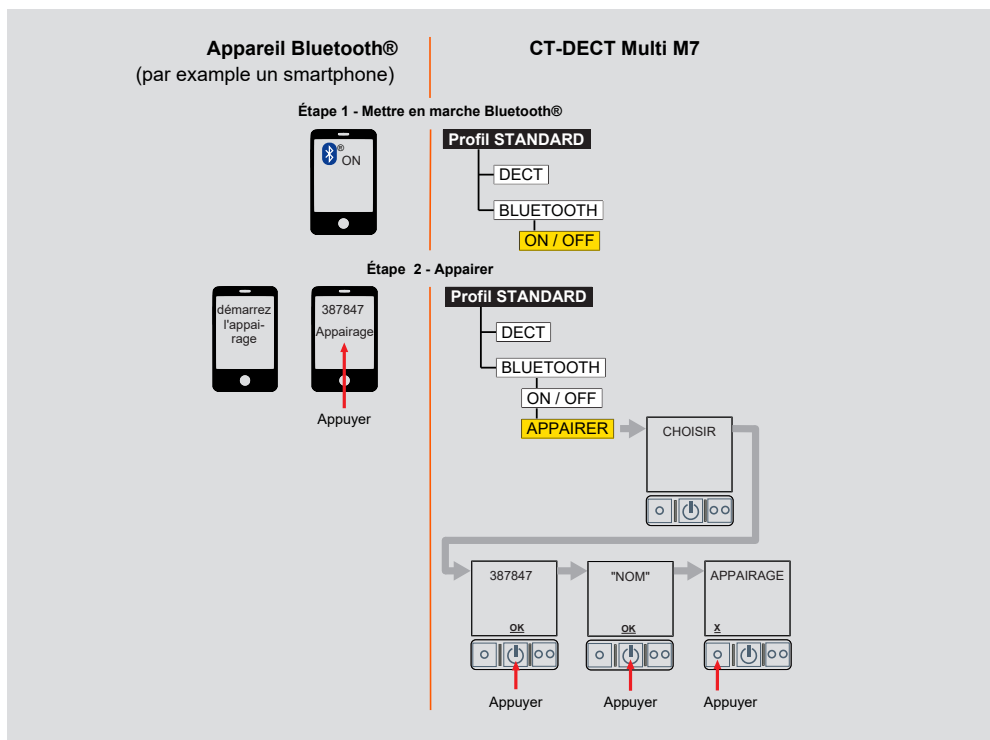 Appareil Bluetooth®
(par example un smartphone)
CT-DECT Multi M7
Étape 1 - Mettre en marche Bluetooth®
®
ON
Profil STANDARD
DECT
BLUETOOTH
ON / OFF
Étape 2 - Appairer
démarrez
l'appai-
rage
387847
Appairage
Appuyer
Profil STANDARD
DECT
BLUETOOTH
ON / OFF
APPAIRER
CHOISIR
387847
OK
Appuyer
"NOM"
OK
Appuyer
APPAIRAGE
X
Appuyer